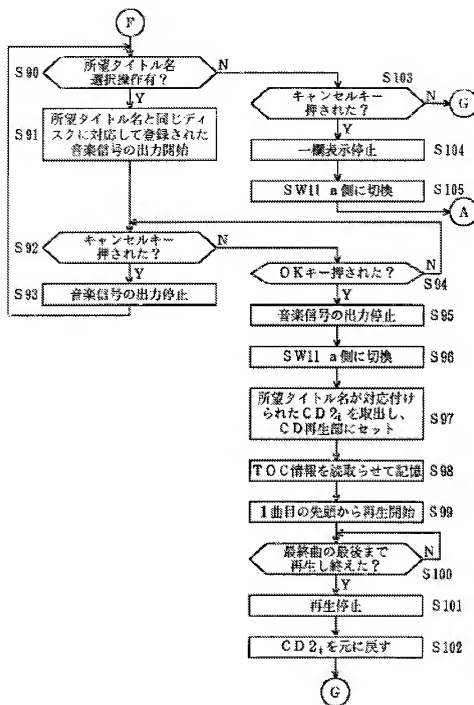 F
S90
所望タイトル名
選択操作有？
N
Y
S103
キャンセルキー
押された？
N
G
Y
S91
所望タイトル名と同じディ
スクに対応して登録された
音楽信号の出力開始
一欄表示停止
S104
SW11 a側に切換
S105
A
S92
キャンセルキー
押された？
N
Y
OKキー押された？
N
S94
Y
S93
音楽信号の出力停止
音楽信号の出力停止
S95
SW11 a側に切換
S96
所望タイトル名が対応付け
られたCD2iを取出し、
CD再生部にセット
S97
TOC情報を読取らせて記憶
S98
1曲目の先頭から再生開始
S99
最終曲の最後まで
再生し終えた？
N
S100
Y
再生停止
S101
CD2iを元に戻す
S102
G